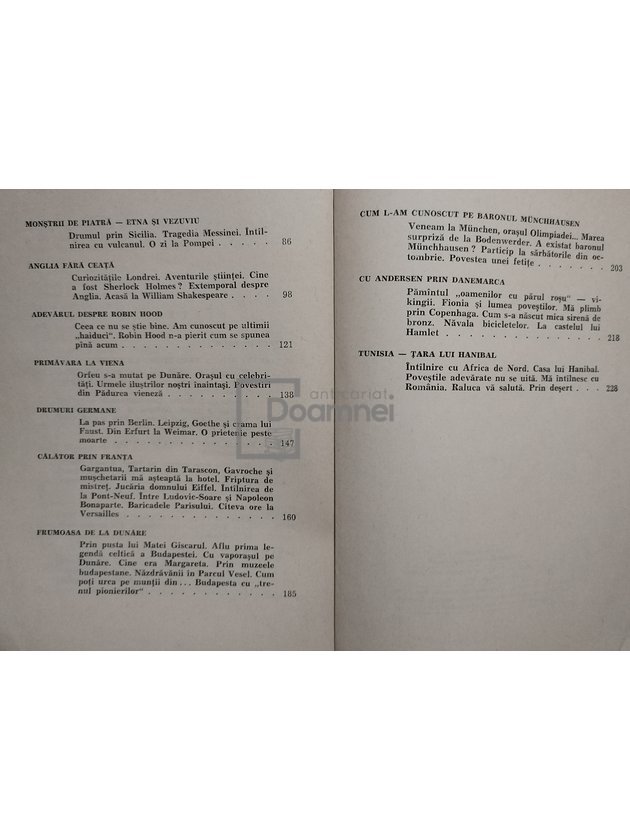 MONȘTRII DE PIATRĂ — ETNA ȘI VEZUVIU
Drumul prin Sicilia. Tragedia Messinei. Întîl-
nirea cu vulcanul. O zi la Pompei . . . . . 86
ANGLIA FĂRĂ CEAȚĂ
Curiozitățile Londrei. Aventurile științei. Cine
a fost Sherlock Holmes? Extemporal despre
Anglia. Acasă la William Shakespeare . . . . 98
ADEVĂRUL DESPRE ROBIN HOOD
Ceea ce nu se știe bine. Am cunoscut pe ultimii
„haiduci". Robin Hood n-a pierit cum se spunea
pînă acum . . . . . . . . . . . . . 121
PRIMĂVARA LA VIENA
Orfeu s-a mutat pe Dunăre. Orașul cu celebri-
tăți. Urmele iluștrilor noștri înaintași. Povestiri
din Pădurea vieneză . . . . . . . . . 138
DRUMURI GERMANE
La pas prin Berlin. Leipzig, Goethe și crama lui
Faust. Din Erfurt la Weimar. O prietenie peste
moarte . . . . . . . . . . . . . . 147
CĂLĂTOR PRIN FRANȚA
Gargantua, Tartarin din Tarascon, Gavroche și
mușchetarii mă așteaptă la hotel. Friptura de
mistreț. Jucăria domnului Eiffel. Întîlnirea de
la Pont-Neuf. Între Ludovic-Soare și Napoleon
Bonaparte. Baricadele Parisului. Cîteva ore la
Versailles . . . . . . . . . . . . . 160
FRUMOASA DE LA DUNĂRE
Prin pusta lui Matei Giscarul. Aflu prima le-
gendă celtică a Budapestei. Cu vaporașul pe
Dunăre. Cine era Margareta. Prin muzeele
budapestane. Năzdrăvănii în Parcul Vesel. Cum
poți urca pe munții din... Budapesta cu „tre-
nul pionierilor" . . . . . . . . . . . 185
CUM L-AM CUNOSCUT PE BARONUL MÜNCHHAUSEN
Veneam la München, orașul Olimpiadei... Marea
surpriză de la Bodenwerder. A existat baronul
Münchhausen? Particip la sărbătorile din oc-
tombrie. Povestea unei fetițe . . . . . . . 203
CU ANDERSEN PRIN DANEMARCA
Pămîntul „oamenilor cu părul roșu" — vi-
kingii. Fionia și lumea poveștilor. Mă plimb
prin Copenhaga. Cum s-a născut mica sirenă de
bronz. Năvala bicicletelor. La castelul lui
Hamlet . . . . . . . . . . . . . . 218
TUNISIA — ȚARA LUI HANIBAL
Întîlnire cu Africa de Nord. Casa lui Hanibal.
Poveștile adevărate nu se uită. Mă întîlnesc cu
România. Raluca vă salută. Prin deșert . . . 228
anticariat
Doamnei